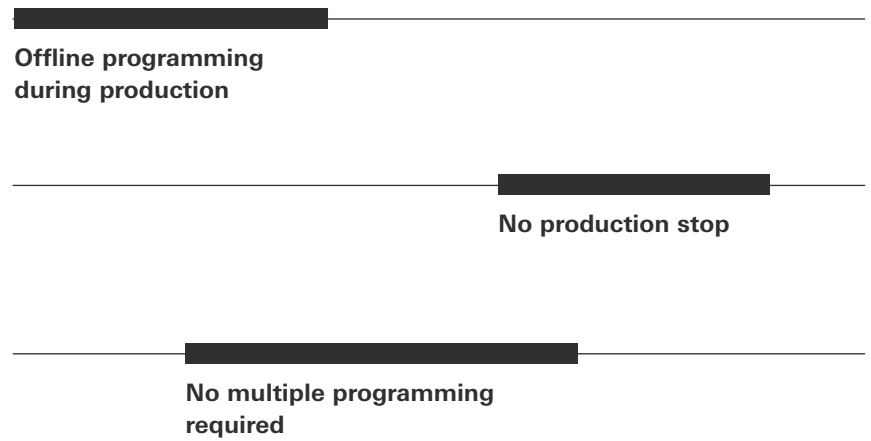 Offline programming
during production
No production stop
No multiple programming
required